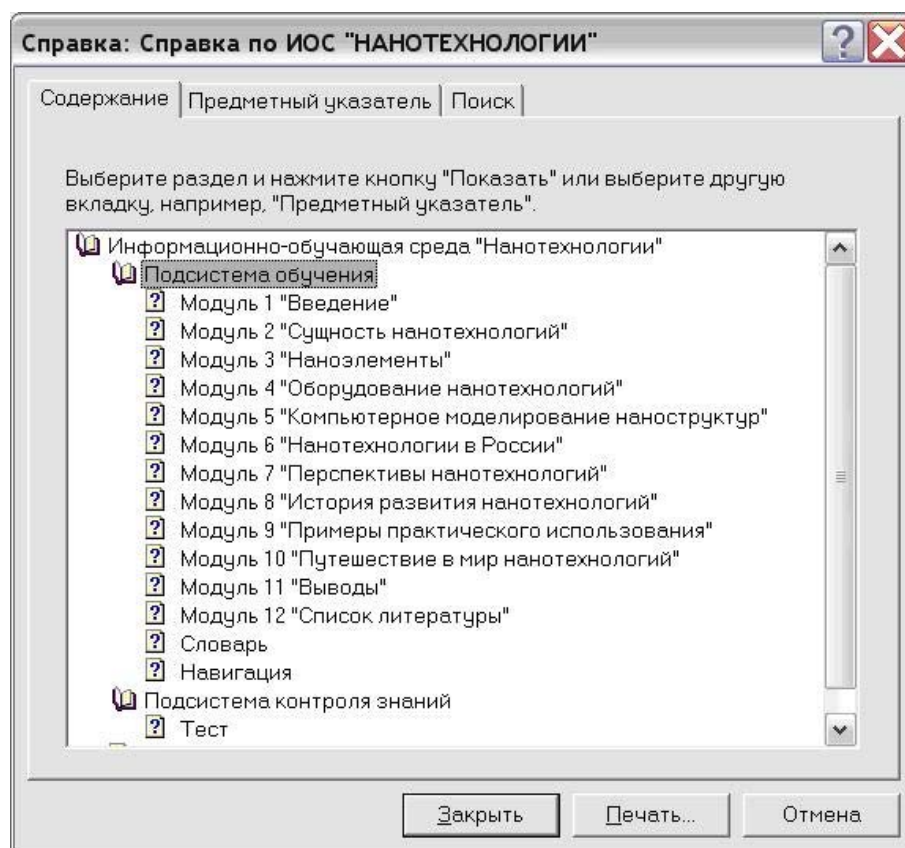 Справка: Справка по ИОС "НАНОТЕХНОЛОГИИ"
Содержание Предметный указатель Поиск
Выберите раздел и нажмите кнопку "Показать" или выберите другую
вкладку, например, "Предметный указатель".
Информационно-обучающая среда "Нанотехнологии"
Подсистема обучения
Модуль 1 "Введение"
Модуль 2 "Сущность нанотехнологий"
Модуль 3 "Наноэлементы"
Модуль 4 "Оборудование нанотехнологий"
Модуль 5 "Компьютерное моделирование наноструктур"
Модуль 6 "Нанотехнологии в России"
Модуль 7 "Перспективы нанотехнологий"
Модуль 8 "История развития нанотехнологий"
Модуль 9 "Примеры практического использования"
Модуль 10 "Путешествие в мир нанотехнологий"
Модуль 11 "Выводы"
Модуль 12 "Список литературы"
Словарь
Навигация
Подсистема контроля знаний
Тест
Закрыть Печать... Отмена